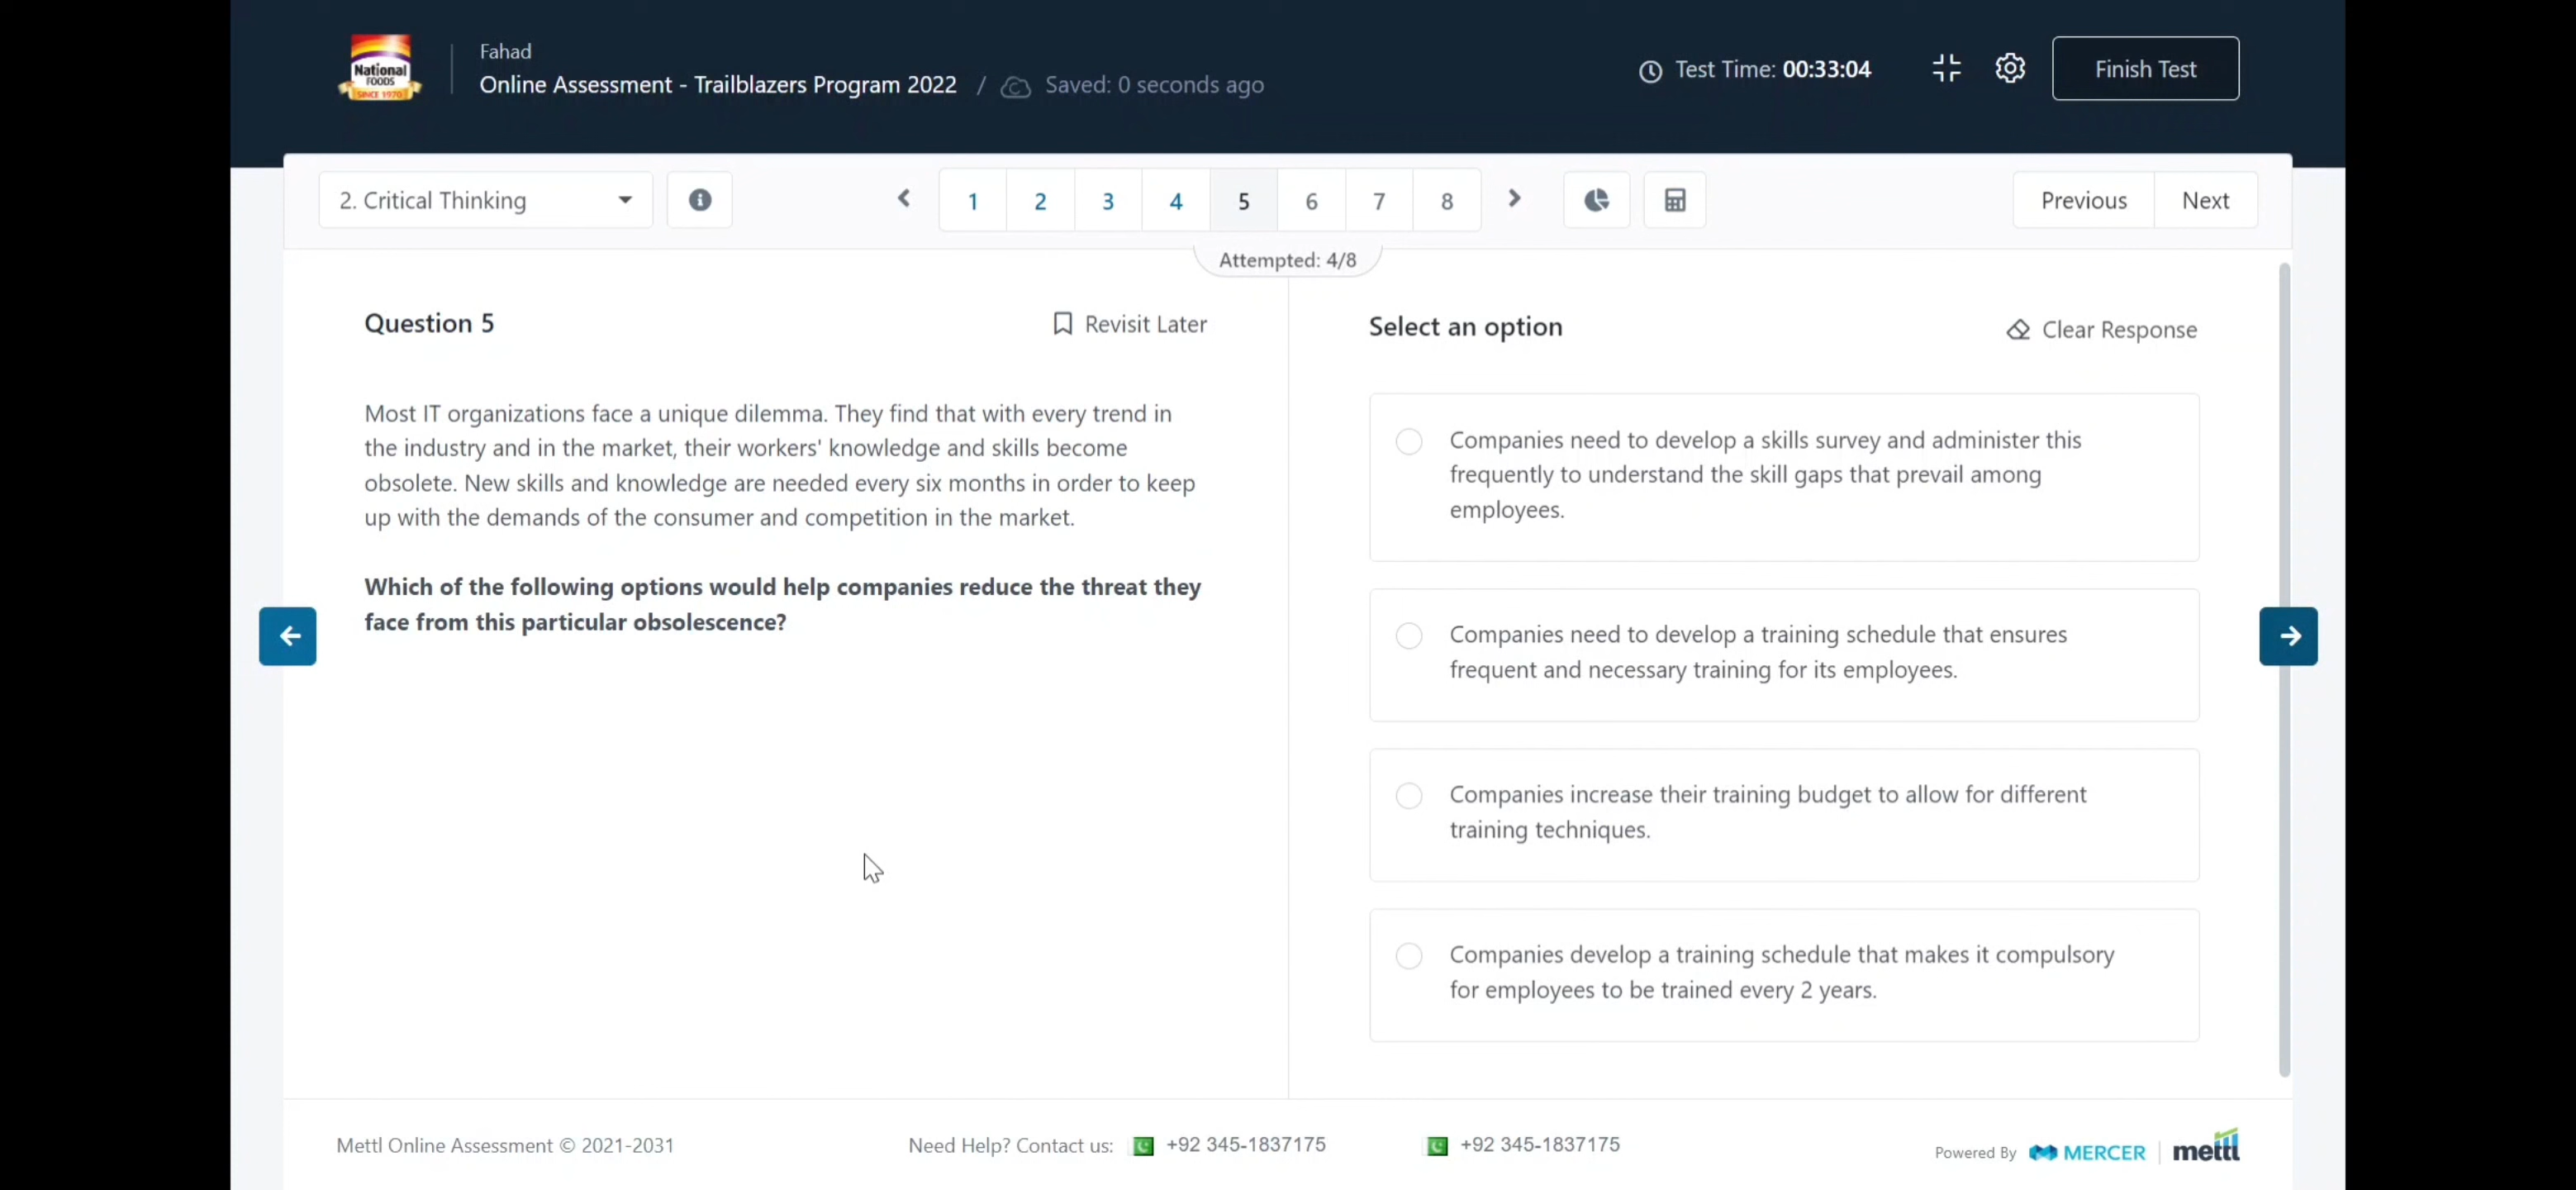 National
FOODS
SINCE 1970
Fahad
Online Assessment - Trailblazers Program 2022 / Saved: 0 seconds ago
Test Time: 00:33:04
Finish Test
2. Critical Thinking
1 2 3 4 5 6 7 8
Previous
Next
Attempted: 4/8
Question 5
Revisit Later
Most IT organizations face a unique dilemma. They find that with every trend in
the industry and in the market, their workers' knowledge and skills become
obsolete. New skills and knowledge are needed every six months in order to keep
up with the demands of the consumer and competition in the market.
Which of the following options would help companies reduce the threat they
face from this particular obsolescence?
Select an option
Clear Response
Companies need to develop a skills survey and administer this
frequently to understand the skill gaps that prevail among
employees.
Companies need to develop a training schedule that ensures
frequent and necessary training for its employees.
Companies increase their training budget to allow for different
training techniques.
Companies develop a training schedule that makes it compulsory
for employees to be trained every 2 years.
Mettl Online Assessment © 2021-2031
Need Help? Contact us: +92 345-1837175
+92 345-1837175
Powered By MERCER | mettl